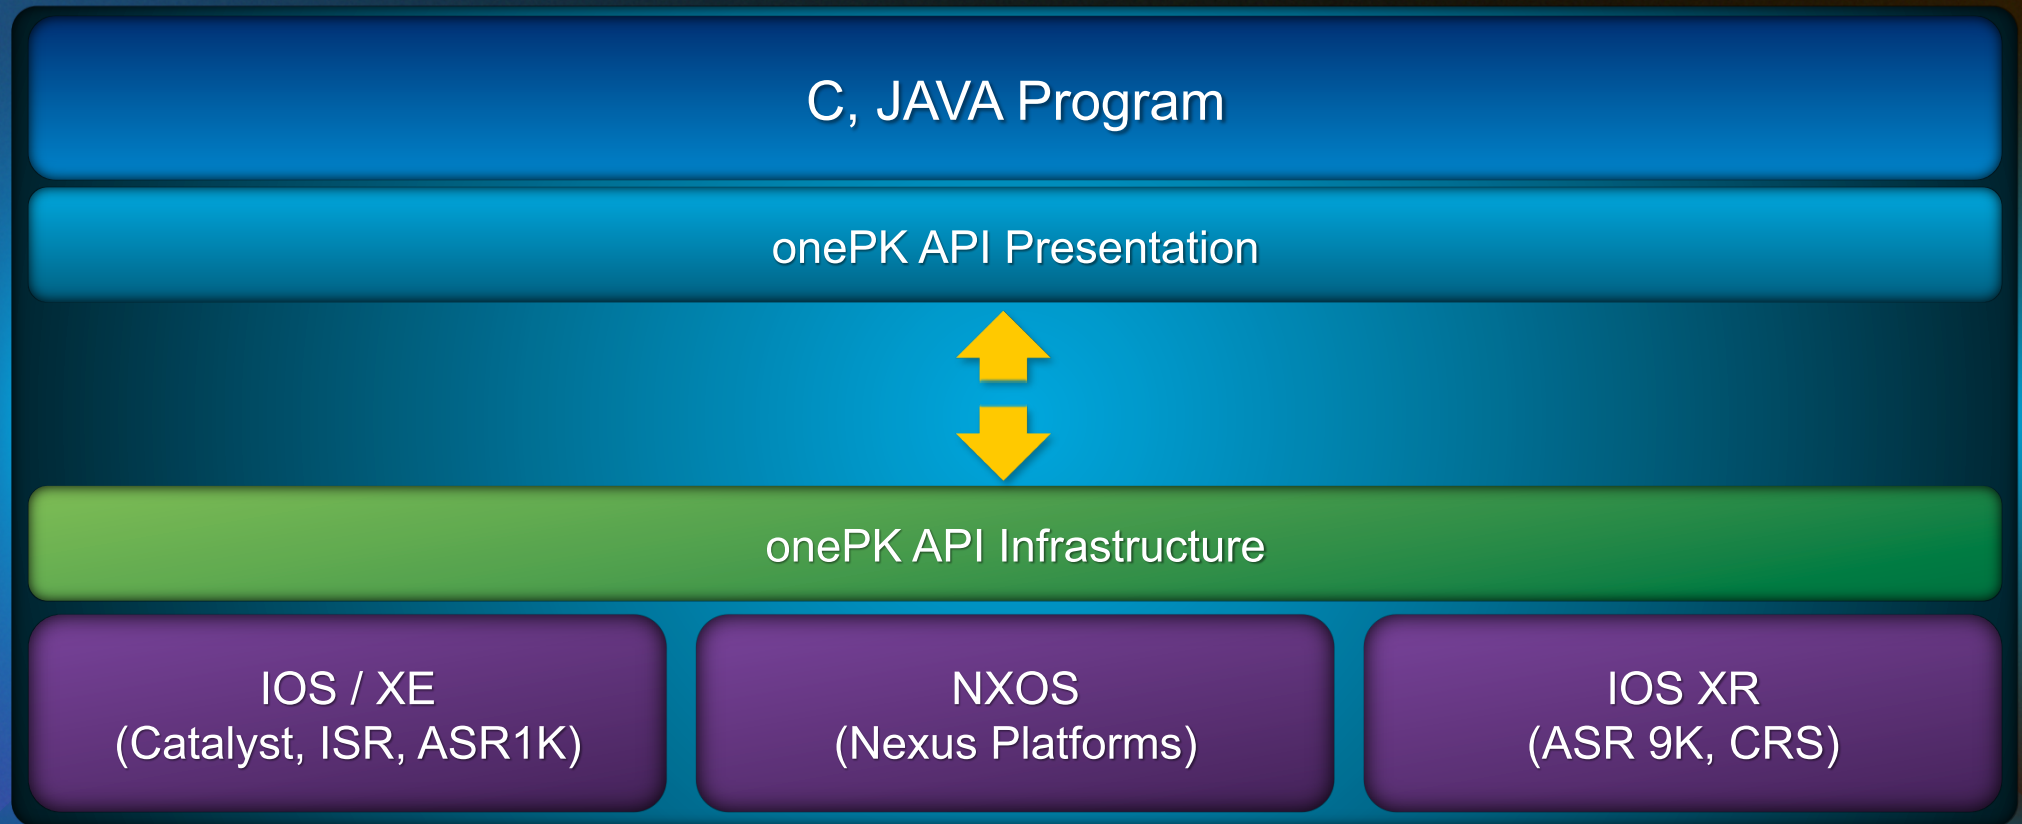 C, JAVA Program
onePK API Presentation
onePK API Infrastructure
IOS / XE
(Catalyst, ISR, ASR1K)
NXOS
(Nexus Platforms)
IOS XR
(ASR 9K, CRS)